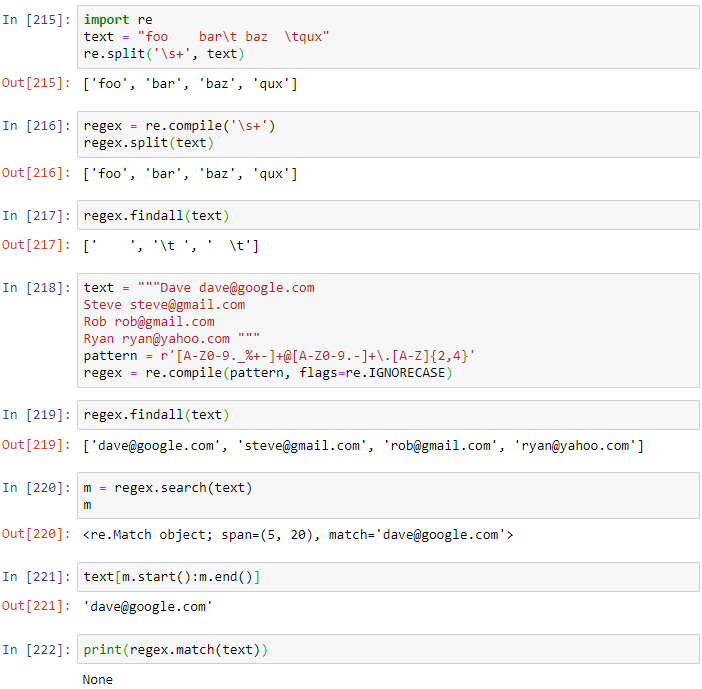 In [215]: import re
text = "foo    bar\t baz  \tqux"
re.split('\s+', text)
Out[215]: ['foo', 'bar', 'baz', 'qux']
In [216]: regex = re.compile('\s+')
regex.split(text)
Out[216]: ['foo', 'bar', 'baz', 'qux']
In [217]: regex.findall(text)
Out[217]: ['    ', '\t ', '  \t']
In [218]: text = """Dave dave@google.com
Steve steve@gmail.com
Rob rob@gmail.com
Ryan ryan@yahoo.com """
pattern = r'[A-Z0-9._%+-]+@[A-Z0-9.-]+\.[A-Z]{2,4}'
regex = re.compile(pattern, flags=re.IGNORECASE)
In [219]: regex.findall(text)
Out[219]: ['dave@google.com', 'steve@gmail.com', 'rob@gmail.com', 'ryan@yahoo.com']
In [220]: m = regex.search(text)
m
Out[220]: <re.Match object; span=(5, 20), match='dave@google.com'>
In [221]: text[m.start():m.end()]
Out[221]: 'dave@google.com'
In [222]: print(regex.match(text))
None